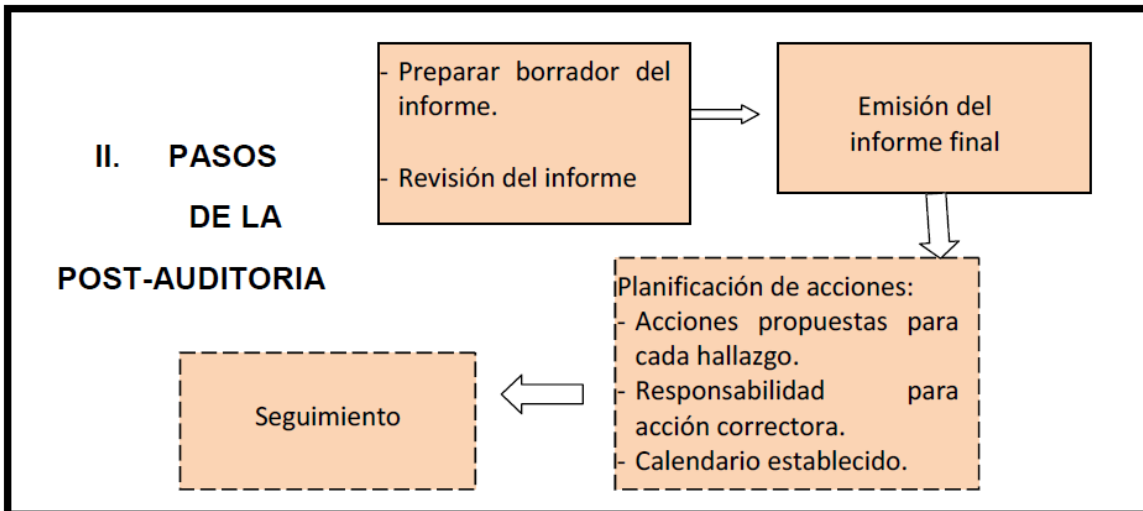 II. PASOS
DE LA
POST-AUDITORIA
- Preparar borrador del
informe.
- Revisión del informe
Emisión del
informe final
Planificación de acciones:
- Acciones propuestas para
cada hallazgo.
- Responsabilidad para
acción correctora.
- Calendario establecido.
Seguimiento